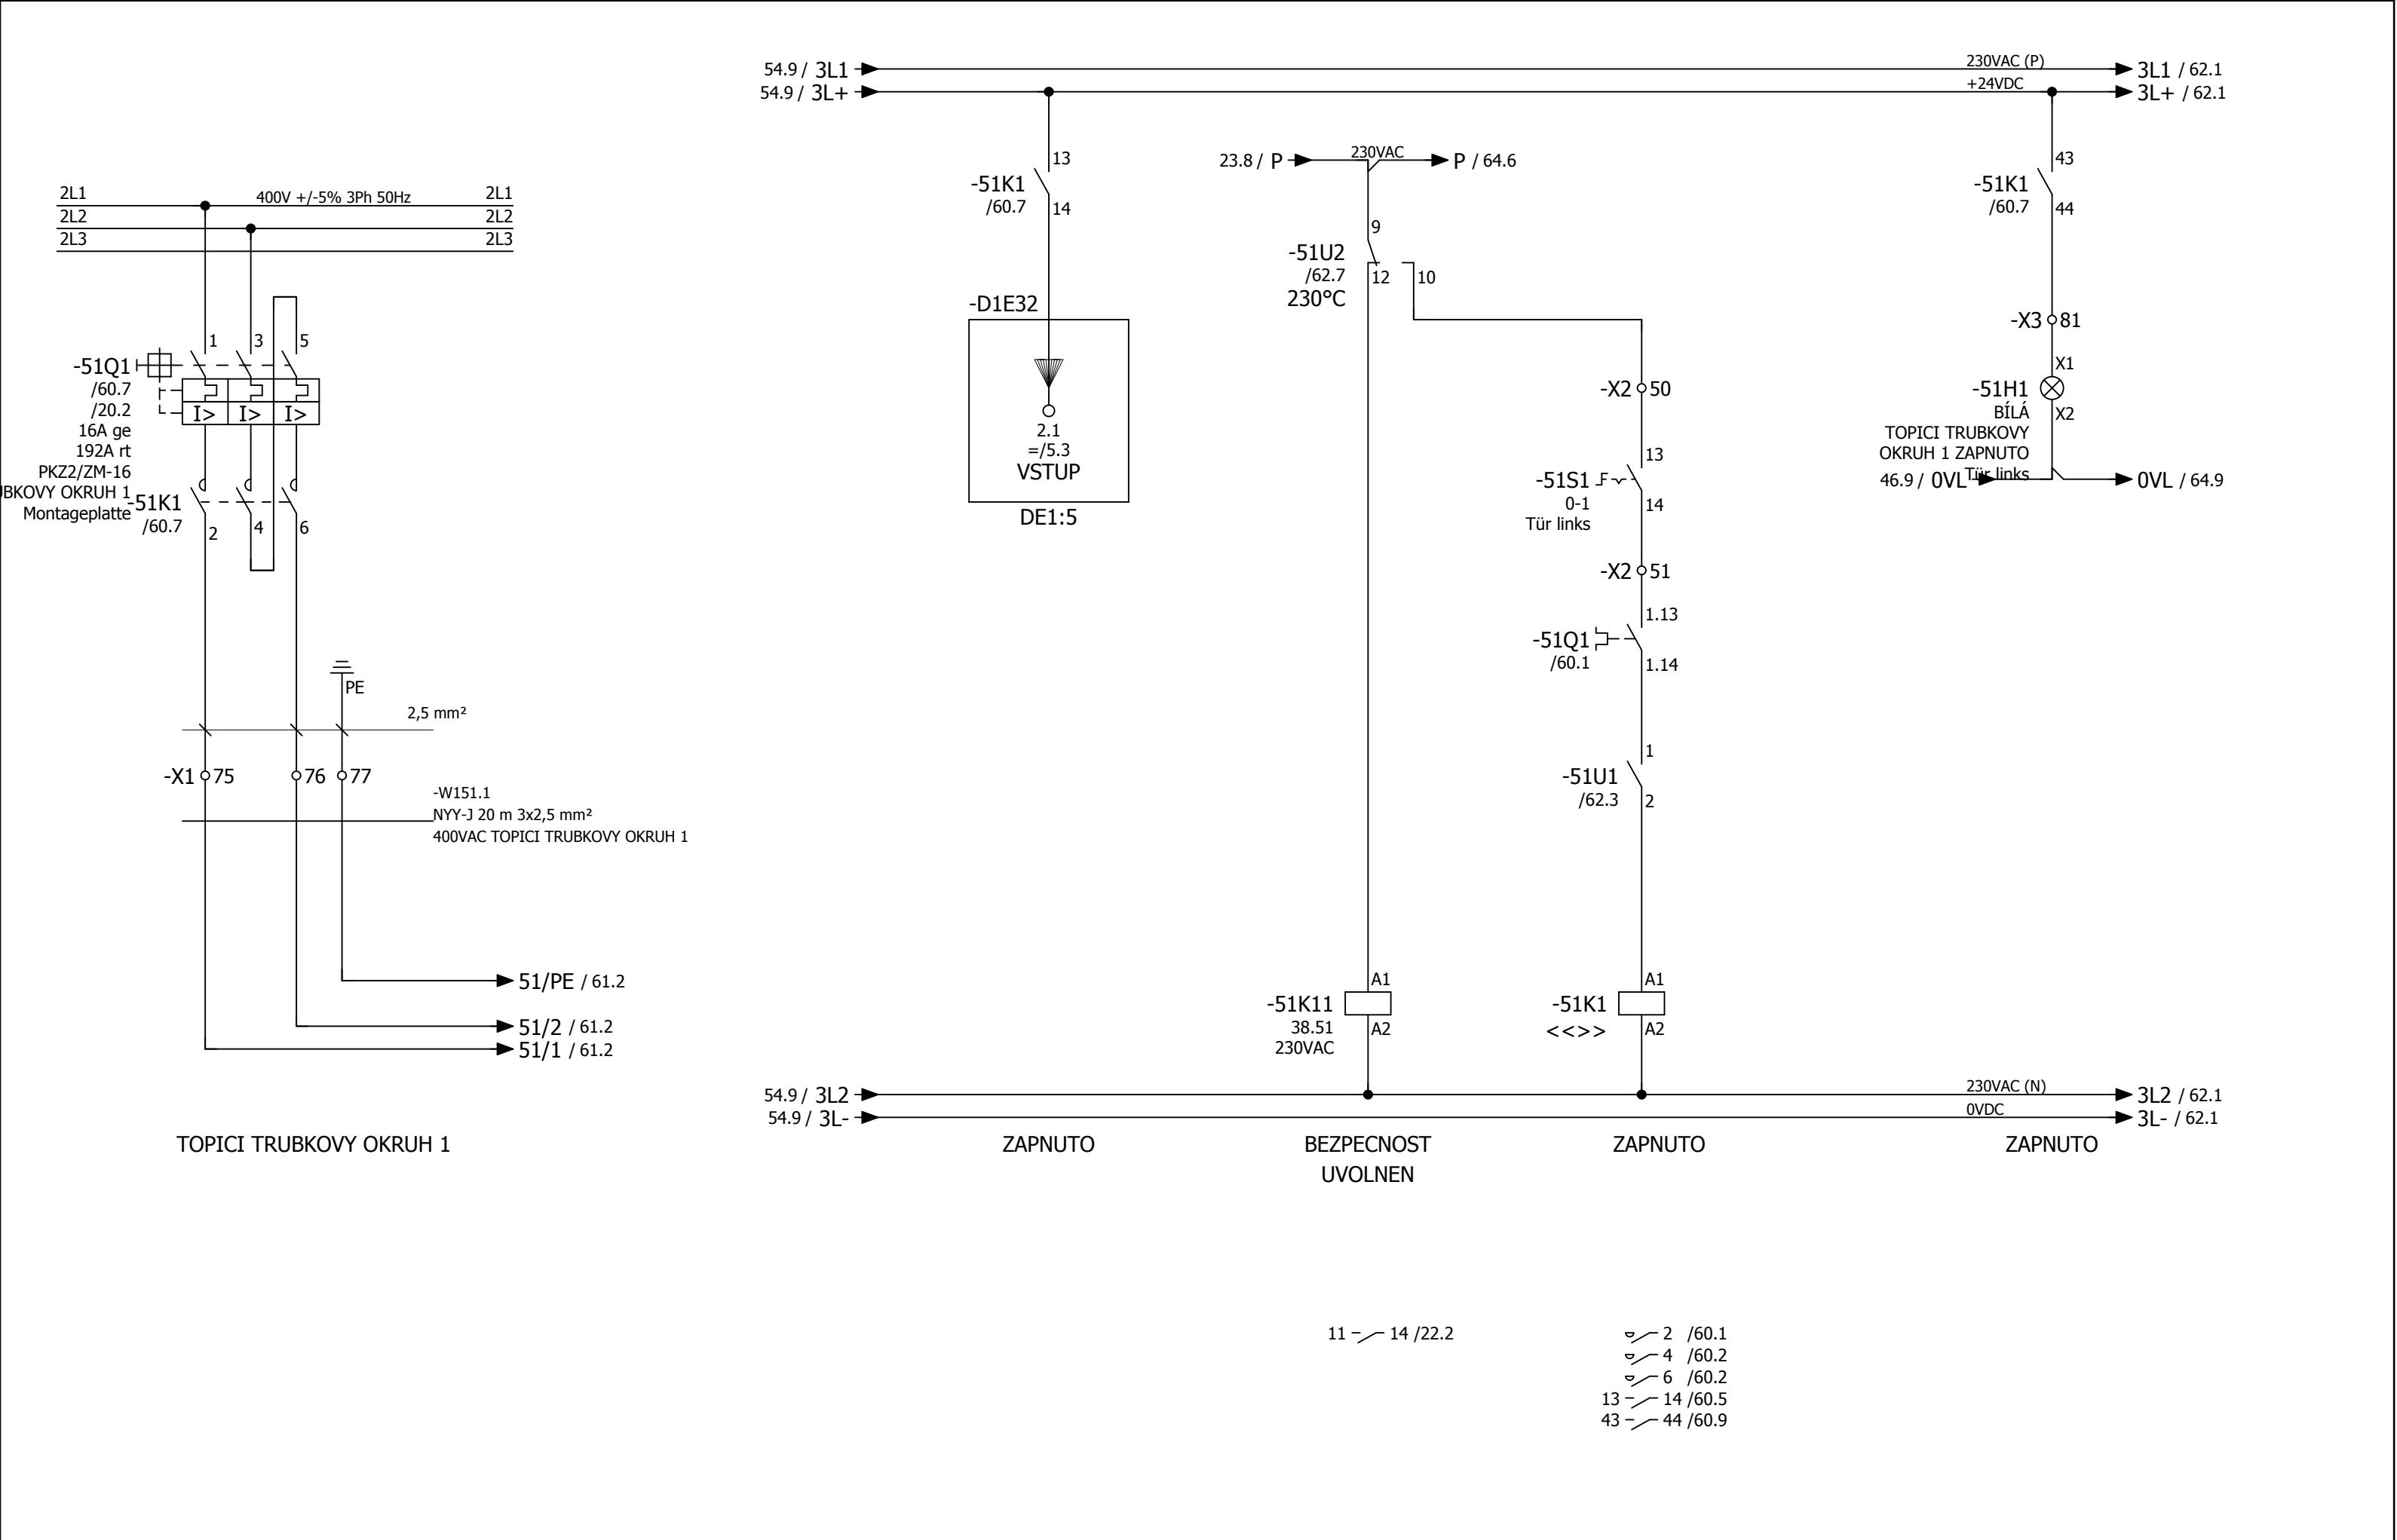 54.9 / 3L1
230VAC (P)
3L1 / 62.1
54.9 / 3L+
+24VDC
3L+ / 62.1
2L1
400V +/-5% 3Ph 50Hz
2L1
2L2
2L2
2L3
2L3
1
3
5
-51Q1
/60.7
/20.2
16A ge
192A rt
PKZ2/ZM-16
OKRUH 1
Montageplatte
I>
I>
I>
-51K1
/60.7
2
4
6
PE
2,5 mm²
-X1
75
76
77
-W151.1
NYY-J 20 m 3x2,5 mm²
400VAC TOPICI TRUBKOVY OKRUH 1
51/PE / 61.2
51/2 / 61.2
51/1 / 61.2
TOPICI TRUBKOVY OKRUH 1
13
-51K1
/60.7
14
-D1E32
2.1
=/5.3
VSTUP
DE1:5
23.8 / P
230VAC
P / 64.6
9
-51U2
/62.7
12
10
230°C
-X2
50
13
-51S1
0-1
14
Tür links
-X2
51
1.13
-51Q1
/60.1
1.14
1
-51U1
/62.3
2
A1
-51K11
38.51
A2
230VAC
A1
-51K1
<<>>
A2
43
-51K1
/60.7
44
-X3
81
X1
-51H1
BÍLÁ
X2
TOPICI TRUBKOVY
OKRUH 1 ZAPNUTO
Tür links
46.9 / 0VL
0VL / 64.9
54.9 / 3L2
230VAC (N)
3L2 / 62.1
54.9 / 3L-
0VDC
3L- / 62.1
ZAPNUTO
BEZPECNOST
UVOLNEN
ZAPNUTO
ZAPNUTO
11
14 /22.2
2 /60.1
4 /60.2
6 /60.2
13
14 /60.5
43
44 /60.9